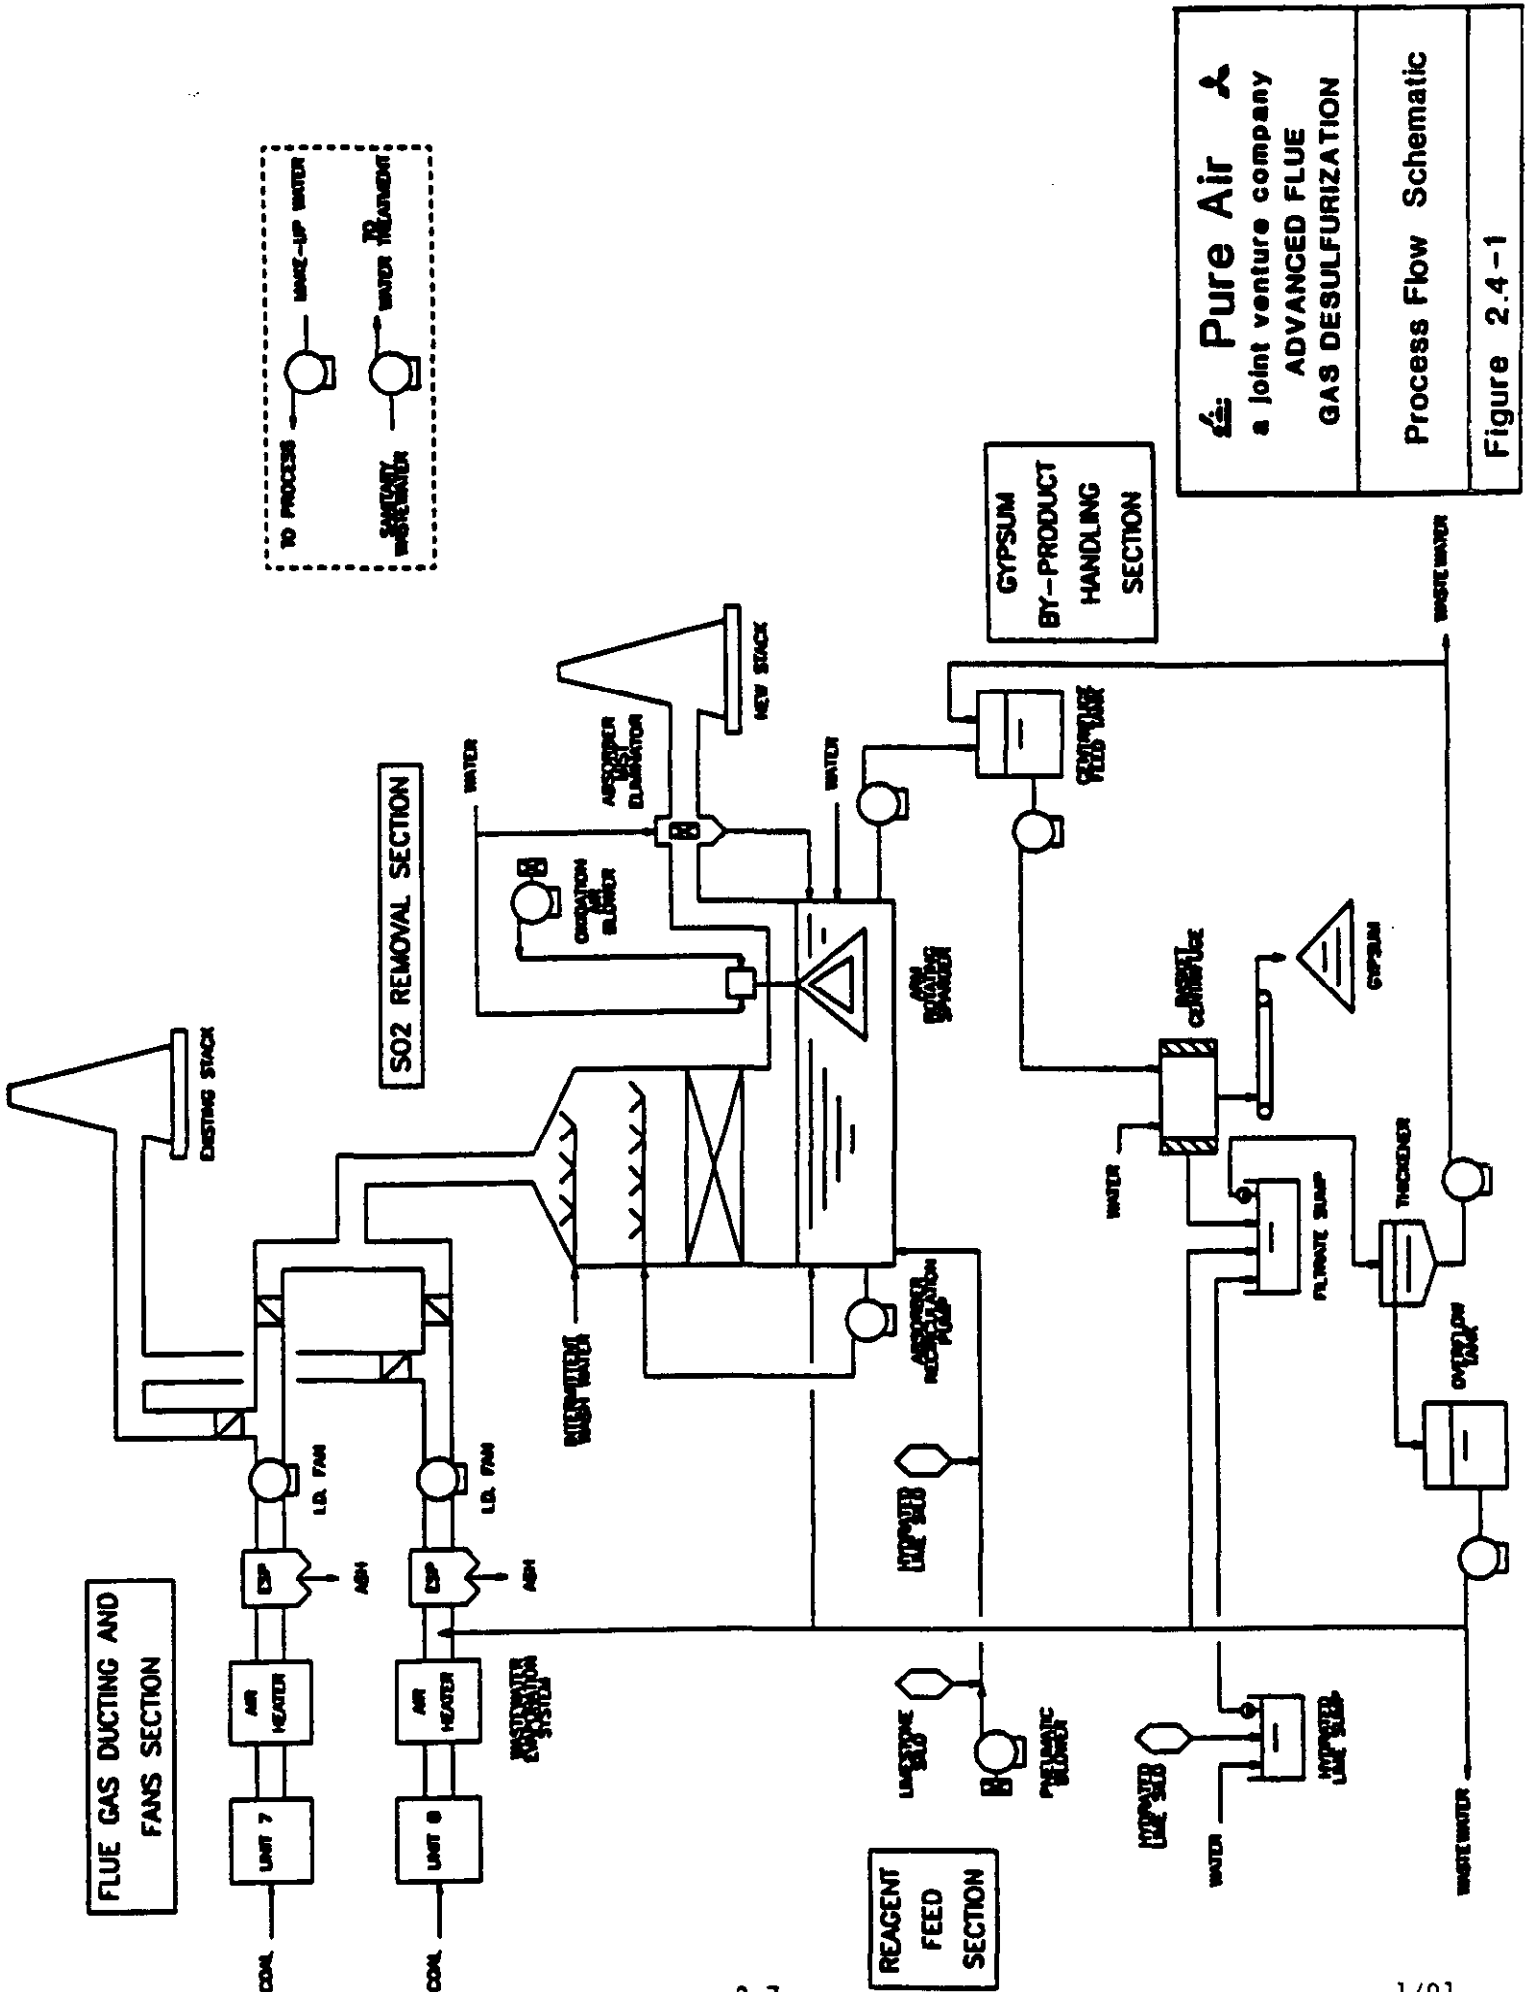 FLUE GAS DUCTING AND
FANS SECTION
COAL
UNIT 7
AIR
HEATER
ESP
ASH
I.D. FAN
EXISTING STACK
COAL
UNIT 8
AIR
HEATER
WASTEWATER
EVAPORATION
SYSTEM
ESP
ASH
I.D. FAN
TO PROCESS
MAKE-UP WATER
SANITARY
WASTEWATER
TO
WATER TREATMENT
SO2 REMOVAL SECTION
WATER
OXIDATION
AIR
BLOWER
ABSORBER
MIST
ELIMINATOR
NEW STACK
INTERMITTENT
WASH WATER
WATER
ABSORBER
RECIRCULATION
PUMP
ARM
ROTATING
SPARGER
REAGENT
FEED
SECTION
LIMESTONE
SILO
PNEUMATIC
BLOWER
HYDRATED
LIME SILO
HYDRATED
LIME SILO
WATER
HYDRATED
LIME SUMP
GYPSUM
BY-PRODUCT
HANDLING
SECTION
CENTRIFUGE
FEED TANK
WATER
BASKET
CENTRIFUGE
GYPSUM
FILTRATE SUMP
THICKENER
OVERFLOW
TANK
WASTEWATER
WASTEWATER
Pure Air
a joint venture company
ADVANCED FLUE
GAS DESULFURIZATION
Process Flow Schematic
Figure 2.4-1